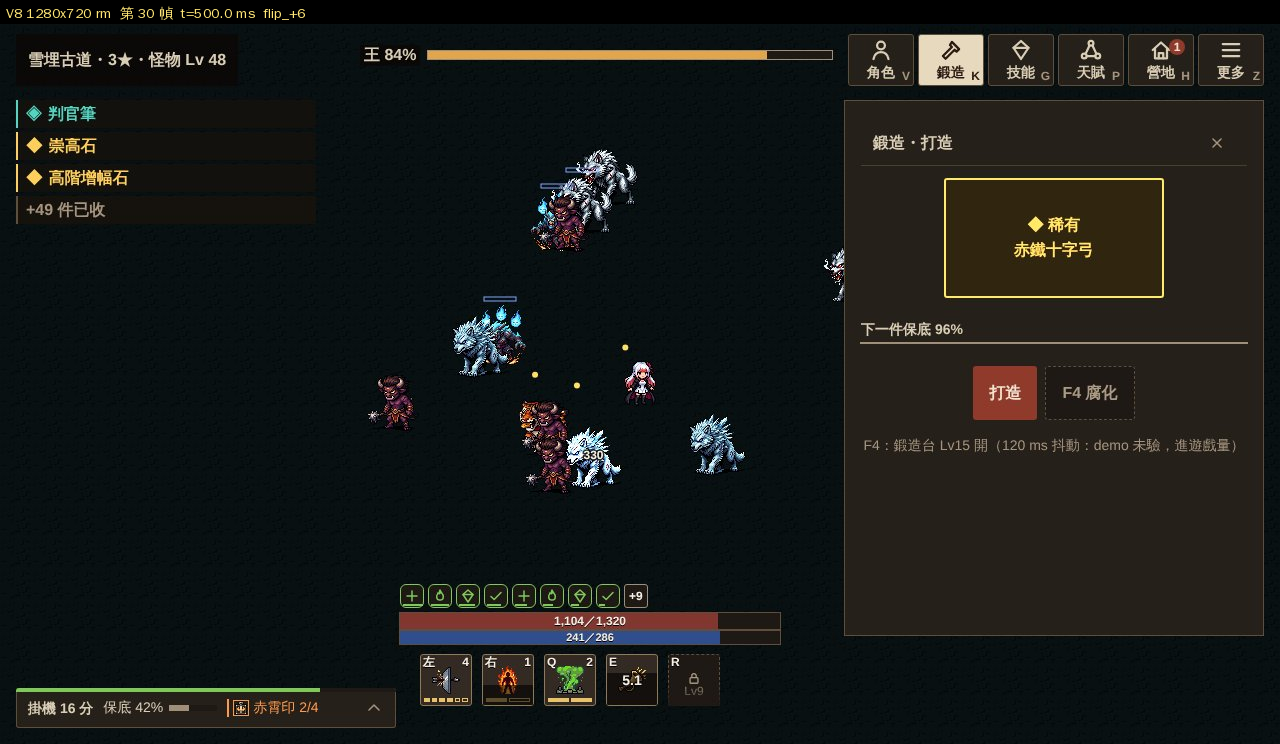 V8 1280x720 rm 第 30 幀 t=500.0 ms flip_+6
雪埋古道・3★・怪物 Lv 48
王 84%
角色 V
鍛造 K
技能 G
天賦 P
營地 H 1
更多 Z
◈ 判官筆
◆ 崇高石
◆ 高階增幅石
+49 件已收
鍛造・打造 ×
◆ 稀有
赤鐵十字弓
下一件保底 96%
打造
F4 腐化
F4：鍛造台 Lv15 開（120 ms 抖動：demo 未驗，進遊戲量）
330
+9
1,104／1,320
241／286
左 4
右 1
Q 2
E 5.1
R Lv9
掛機 16 分 保底 42% 赤霄印 2/4